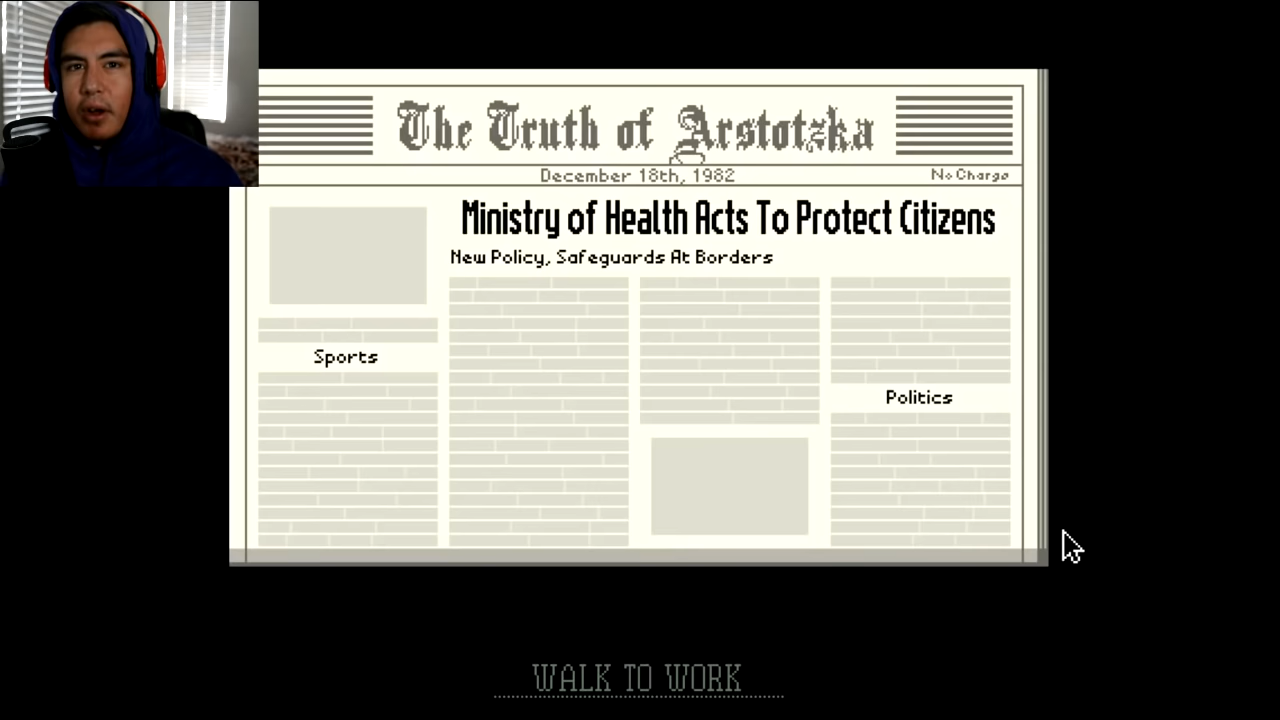 The Truth of Arstotzka
December 18th, 1982
No Charge
Ministry of Health Acts To Protect Citizens
New Policy, Safeguards At Borders
Sports
Politics
WALK TO WORK